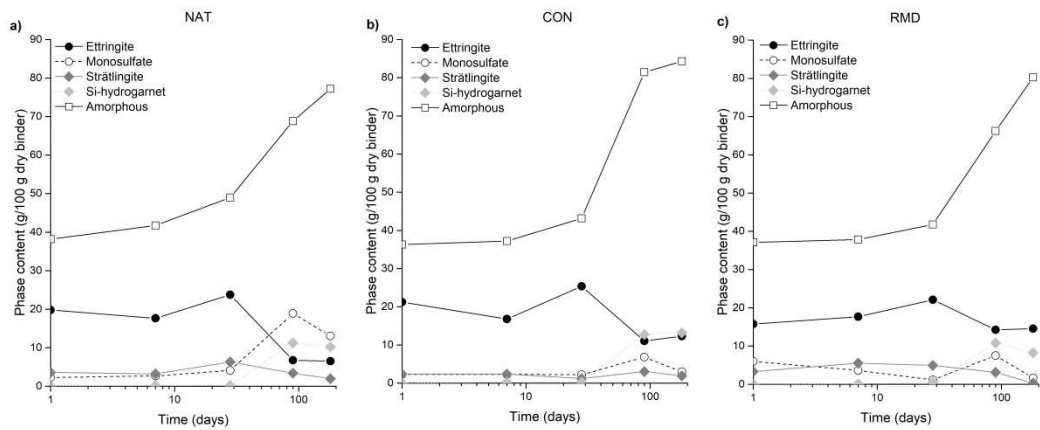 NAT
a)
90
80
70
60
50
40
30
20
10
0
Phase content (g/100 g dry binder)
Ettringite
Monosulfate
Strätlingite
Si-hydrogarnet
Amorphous
1 10 100
Time (days)
CON
b)
90
80
70
60
50
40
30
20
10
0
Phase content (g/100 g dry binder)
Ettringite
Monosulfate
Strätlingite
Si-hydrogarnet
Amorphous
1 10 100
Time (days)
RMD
c)
90
80
70
60
50
40
30
20
10
0
Phase content (g/100 g dry binder)
Ettringite
Monosulfate
Strätlingite
Si-hydrogarnet
Amorphous
1 10 100
Time (days)